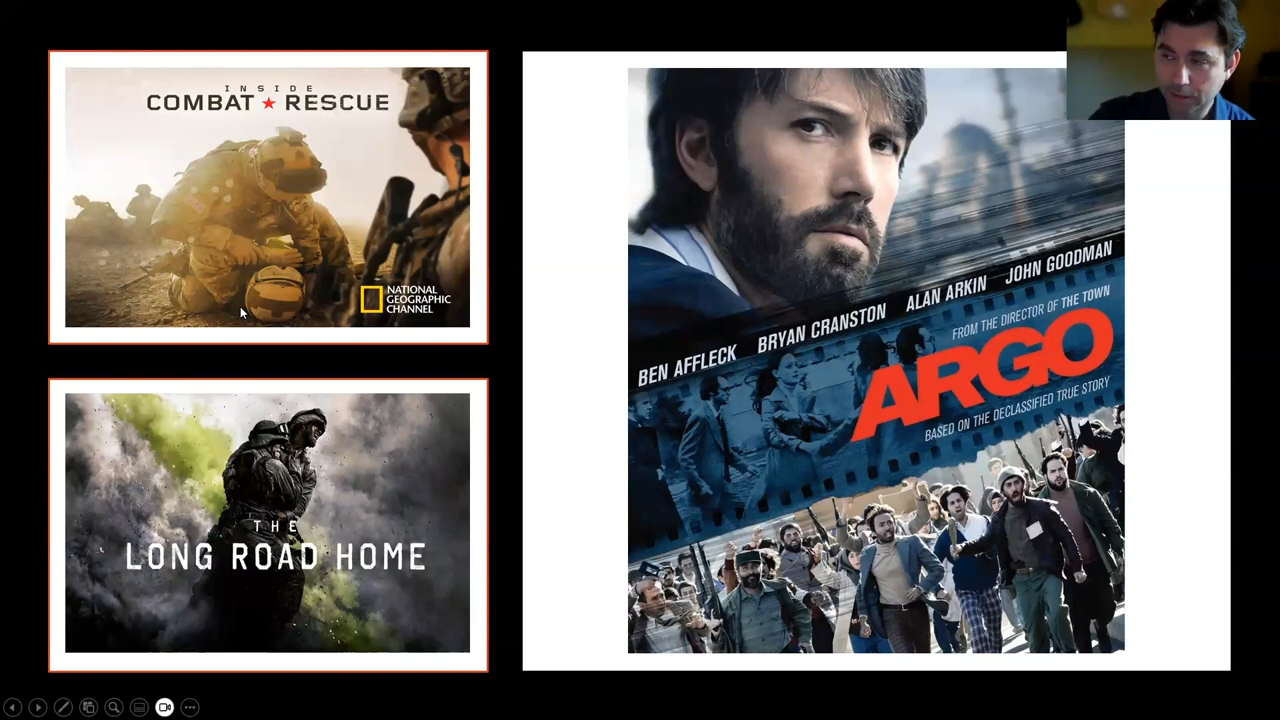 INSIDE
COMBAT ★ RESCUE
NATIONAL
GEOGRAPHIC
CHANNEL
THE
LONG ROAD HOME
BEN AFFLECK BRYAN CRANSTON ALAN ARKIN JOHN GOODMAN
FROM THE DIRECTOR OF THE TOWN
ARGO
BASED ON THE DECLASSIFIED TRUE STORY